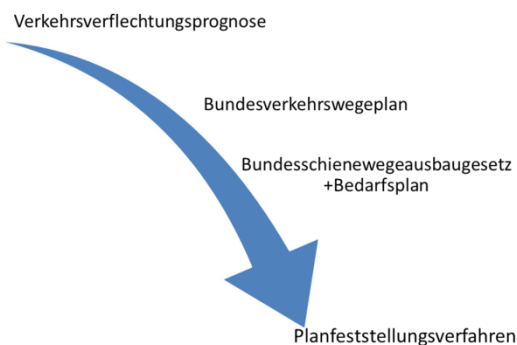 Verkehrsverflechtungsprognose
Bundesverkehrswegeplan
Bundesschienewegeausbaugesetz
+Bedarfsplan
Planfeststellungsverfahren